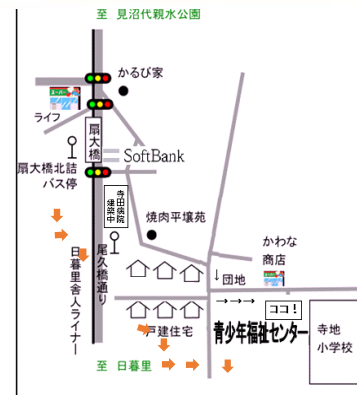 至 見沼代親水公園
かるび家
スーパー
ライフ
扇大橋
SoftBank
扇大橋北詰
バス停
寺田病院
建築中
焼肉平壌苑
尾久橋通り
日暮里舎人ライナー
かわな
商店
↓団地
→→→
ココ!
戸建住宅
青少年福祉センター
寺地
小学校
至 日暮里